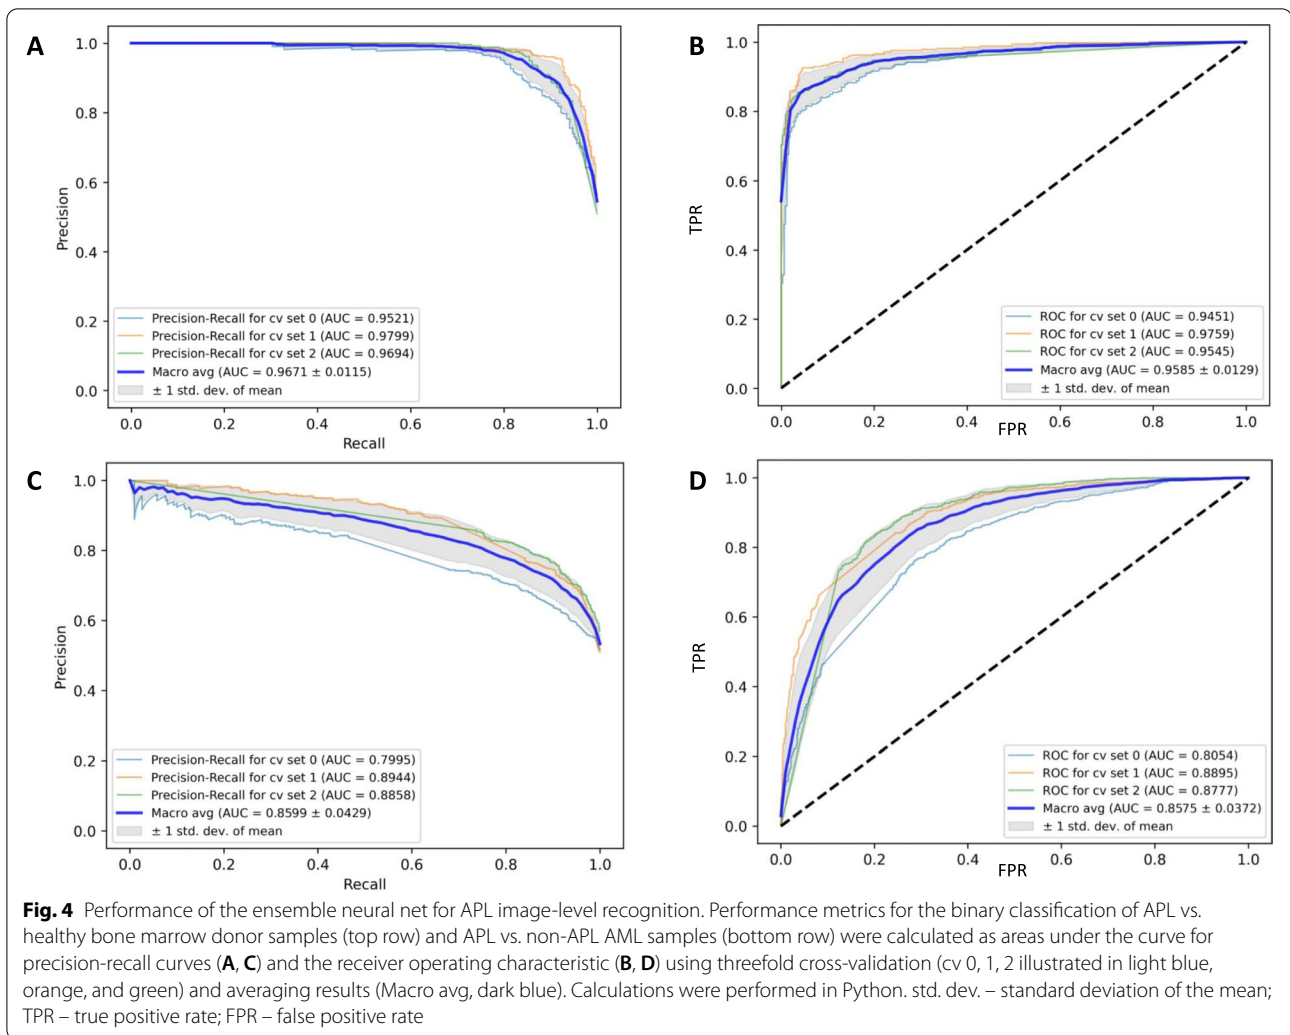 A
1.0
0.8
0.6
0.4
0.2
0.0
Precision
Precision-Recall for cv set 0 (AUC = 0.9521)
Precision-Recall for cv set 1 (AUC = 0.9799)
Precision-Recall for cv set 2 (AUC = 0.9694)
Macro avg (AUC = 0.9671 ± 0.0115)
± 1 std. dev. of mean
0.0 0.2 0.4 0.6 0.8 1.0
Recall
B
1.0
0.8
0.6
0.4
0.2
0.0
TPR
ROC for cv set 0 (AUC = 0.9451)
ROC for cv set 1 (AUC = 0.9759)
ROC for cv set 2 (AUC = 0.9545)
Macro avg (AUC = 0.9585 ± 0.0129)
± 1 std. dev. of mean
0.0 0.2 0.4 0.6 0.8 1.0
FPR
C
1.0
0.8
0.6
0.4
0.2
0.0
Precision
Precision-Recall for cv set 0 (AUC = 0.7995)
Precision-Recall for cv set 1 (AUC = 0.8944)
Precision-Recall for cv set 2 (AUC = 0.8858)
Macro avg (AUC = 0.8599 ± 0.0429)
± 1 std. dev. of mean
0.0 0.2 0.4 0.6 0.8 1.0
Recall
D
1.0
0.8
0.6
0.4
0.2
0.0
TPR
ROC for cv set 0 (AUC = 0.8054)
ROC for cv set 1 (AUC = 0.8895)
ROC for cv set 2 (AUC = 0.8777)
Macro avg (AUC = 0.8575 ± 0.0372)
± 1 std. dev. of mean
0.0 0.2 0.4 0.6 0.8 1.0
FPR
Fig. 4 Performance of the ensemble neural net for APL image-level recognition. Performance metrics for the binary classification of APL vs.
healthy bone marrow donor samples (top row) and APL vs. non-APL AML samples (bottom row) were calculated as areas under the curve for
precision-recall curves (A, C) and the receiver operating characteristic (B, D) using threefold cross-validation (cv 0, 1, 2 illustrated in light blue,
orange, and green) and averaging results (Macro avg, dark blue). Calculations were performed in Python. std. dev. – standard deviation of the mean;
TPR – true positive rate; FPR – false positive rate